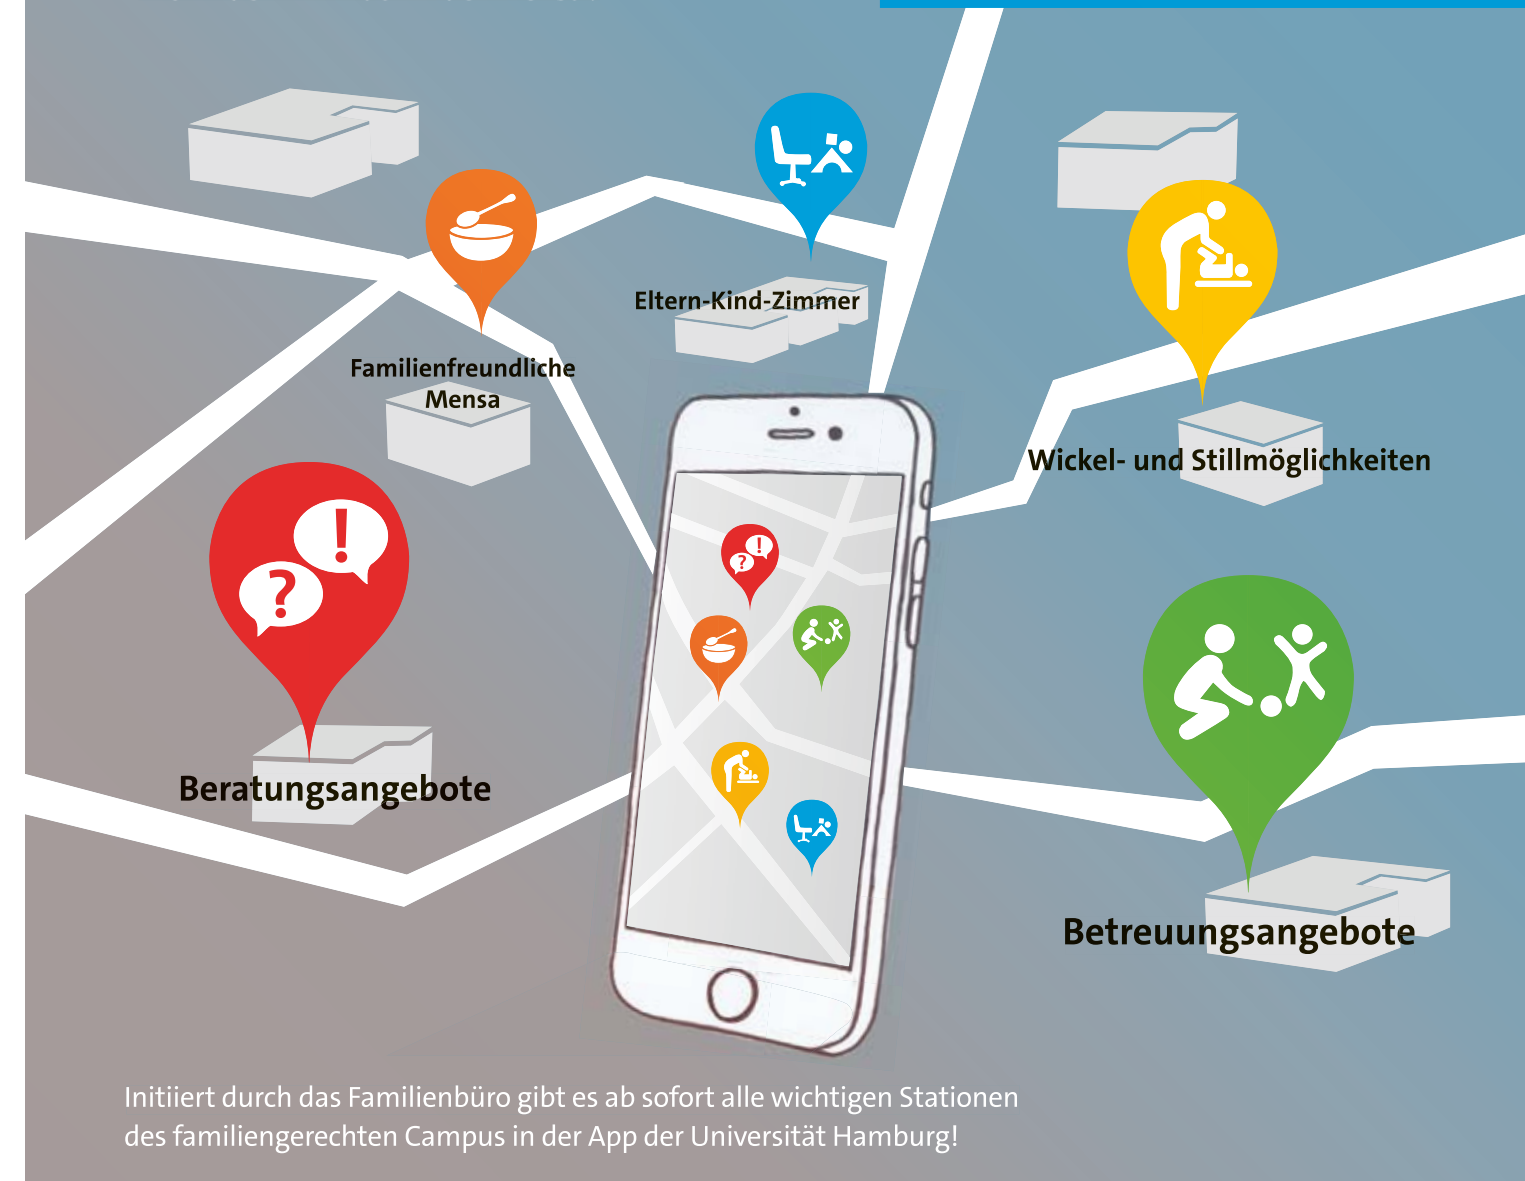 Eltern-Kind-Zimmer
Familienfreundliche
Mensa
Wickel- und Stillmöglichkeiten
!
?
!
?
Beratungsangebote
Betreuungsangebote
Initiiert durch das Familienbüro gibt es ab sofort alle wichtigen Stationen
des familiengerechten Campus in der App der Universität Hamburg!